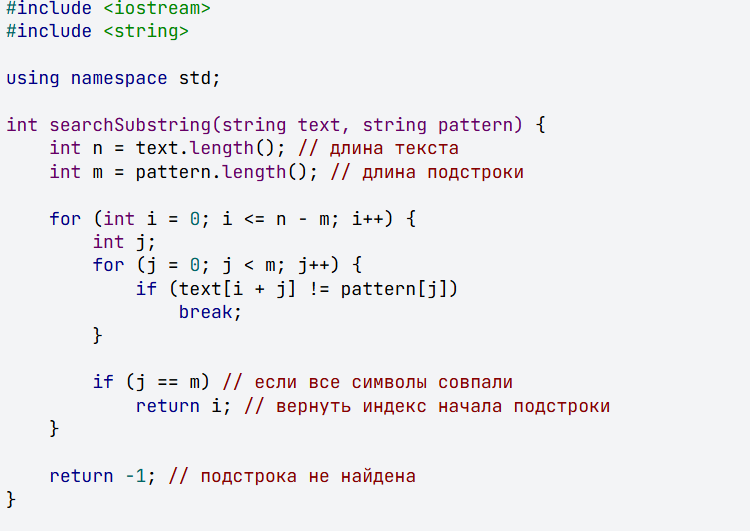 #include <iostream>
#include <string>
using namespace std;
int searchSubstring(string text, string pattern) {
    int n = text.length(); // длина текста
    int m = pattern.length(); // длина подстроки
    for (int i = 0; i <= n - m; i++) {
        int j;
        for (j = 0; j < m; j++) {
            if (text[i + j] != pattern[j])
                break;
        }
        if (j == m) // если все символы совпали
            return i; // вернуть индекс начала подстроки
    }
    return -1; // подстрока не найдена
}